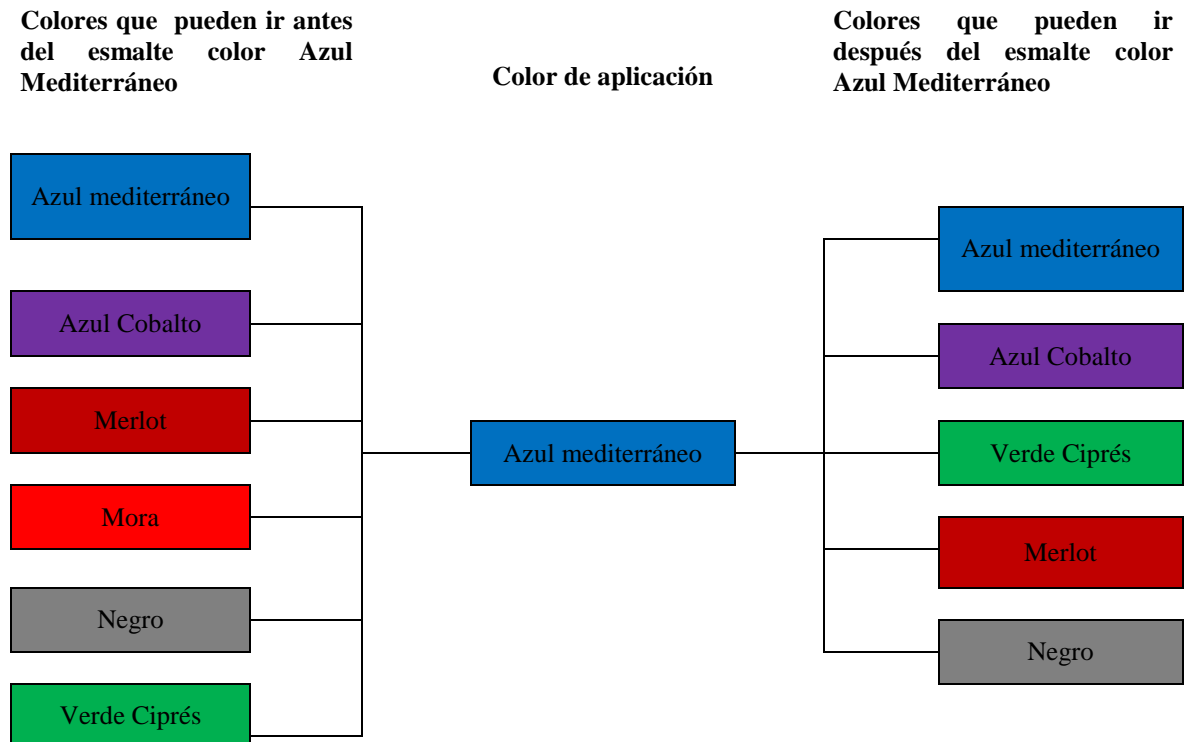 Colores que pueden ir antes
del esmalte color Azul
Mediterráneo
Color de aplicación
Colores que pueden ir
después del esmalte color
Azul Mediterráneo
Azul mediterráneo
Azul Cobalto
Merlot
Mora
Negro
Verde Ciprés
Azul mediterráneo
Azul mediterráneo
Azul Cobalto
Verde Ciprés
Merlot
Negro